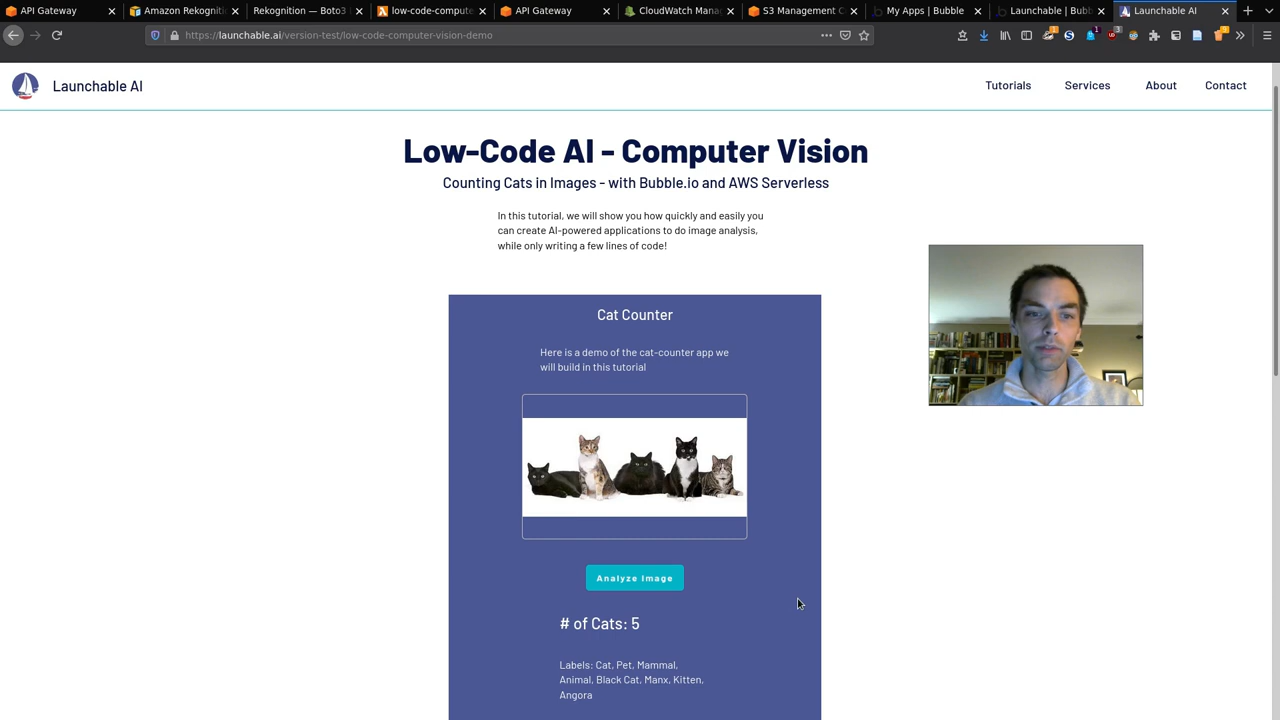 API Gateway
Amazon Rekogniti
Rekognition — Boto3
low-code-compute
API Gateway
CloudWatch Mana
S3 Management C
My Apps | Bubble
Launchable | Bubb
Launchable AI
https://launchable.ai/version-test/low-code-computer-vision-demo
Launchable AI
Tutorials
Services
About
Contact
Low-Code AI - Computer Vision
Counting Cats in Images - with Bubble.io and AWS Serverless
In this tutorial, we will show you how quickly and easily you
can create AI-powered applications to do image analysis,
while only writing a few lines of code!
Cat Counter
Here is a demo of the cat-counter app we
will build in this tutorial
Analyze Image
# of Cats: 5
Labels: Cat, Pet, Mammal,
Animal, Black Cat, Manx, Kitten,
Angora